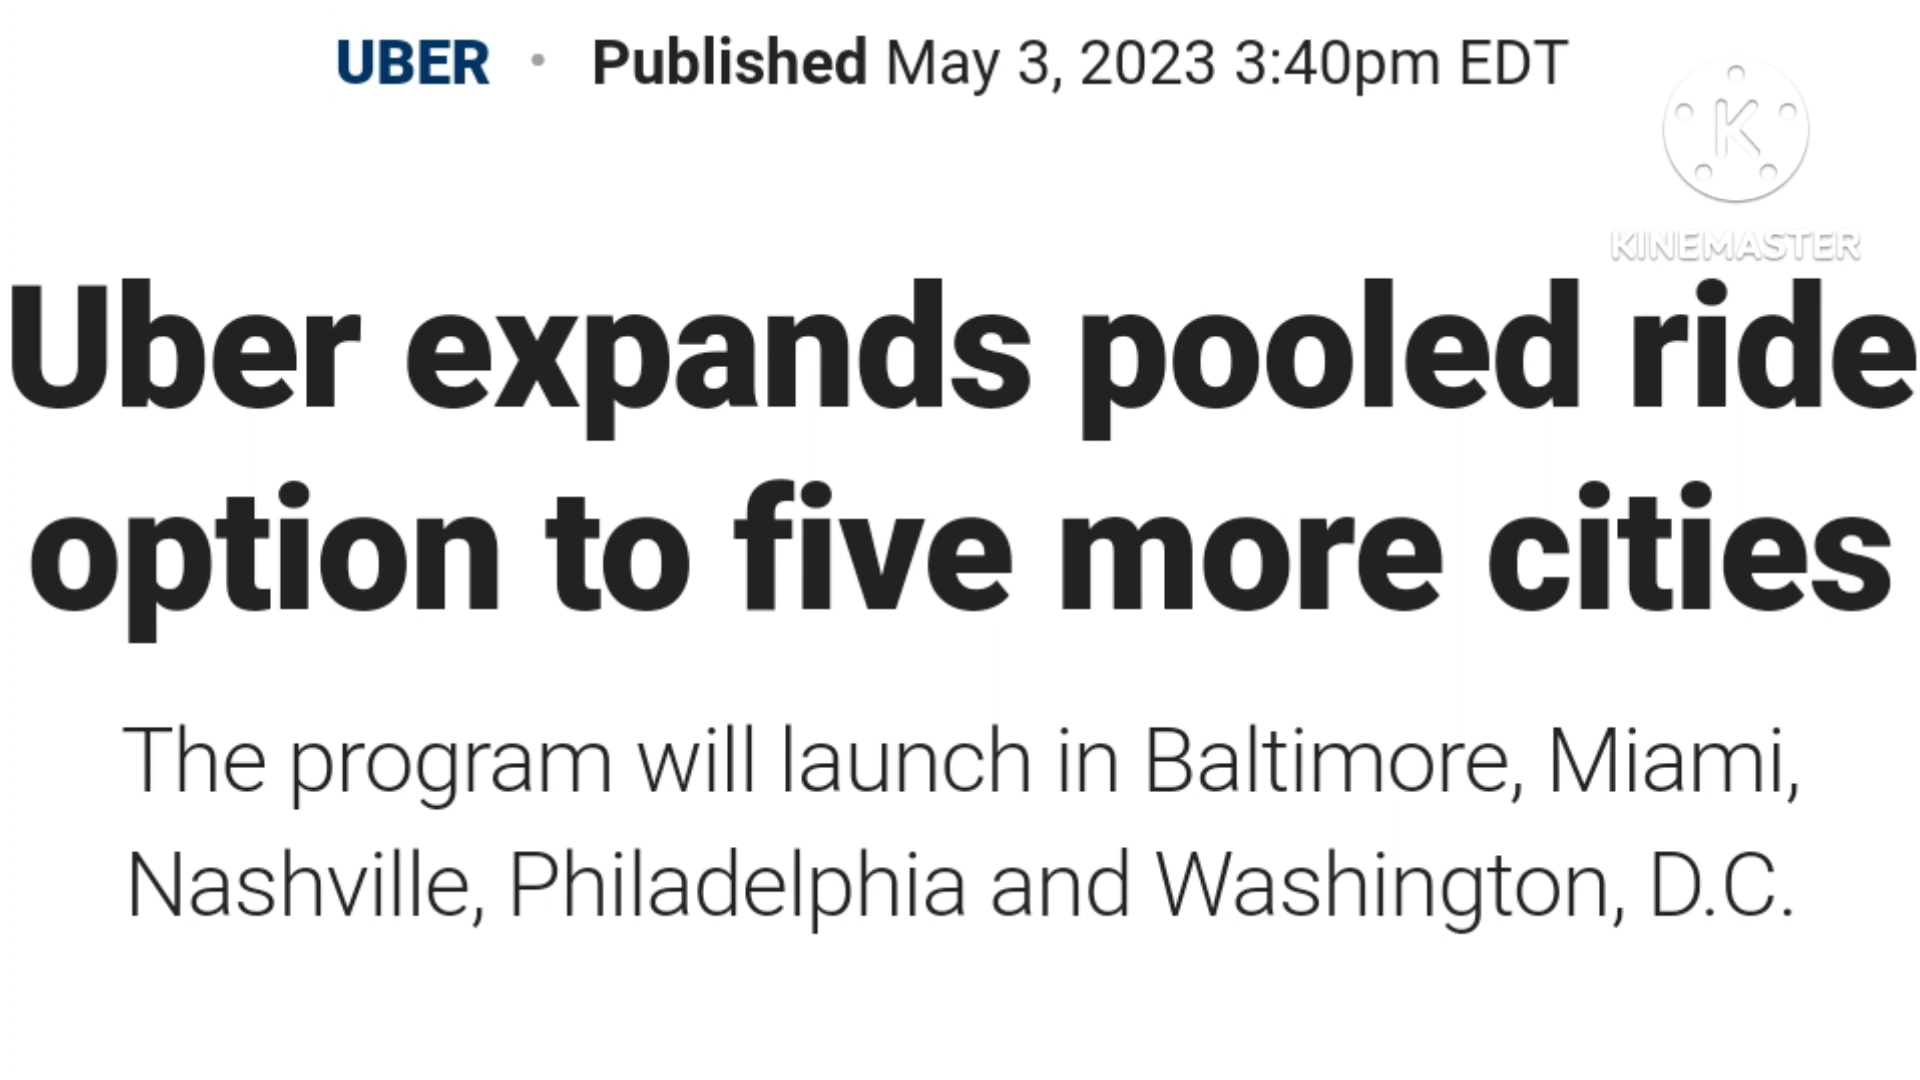 UBER • Published May 3, 2023 3:40pm EDT
K
KINEMASTER
Uber expands pooled ride
option to five more cities
The program will launch in Baltimore, Miami,
Nashville, Philadelphia and Washington, D.C.